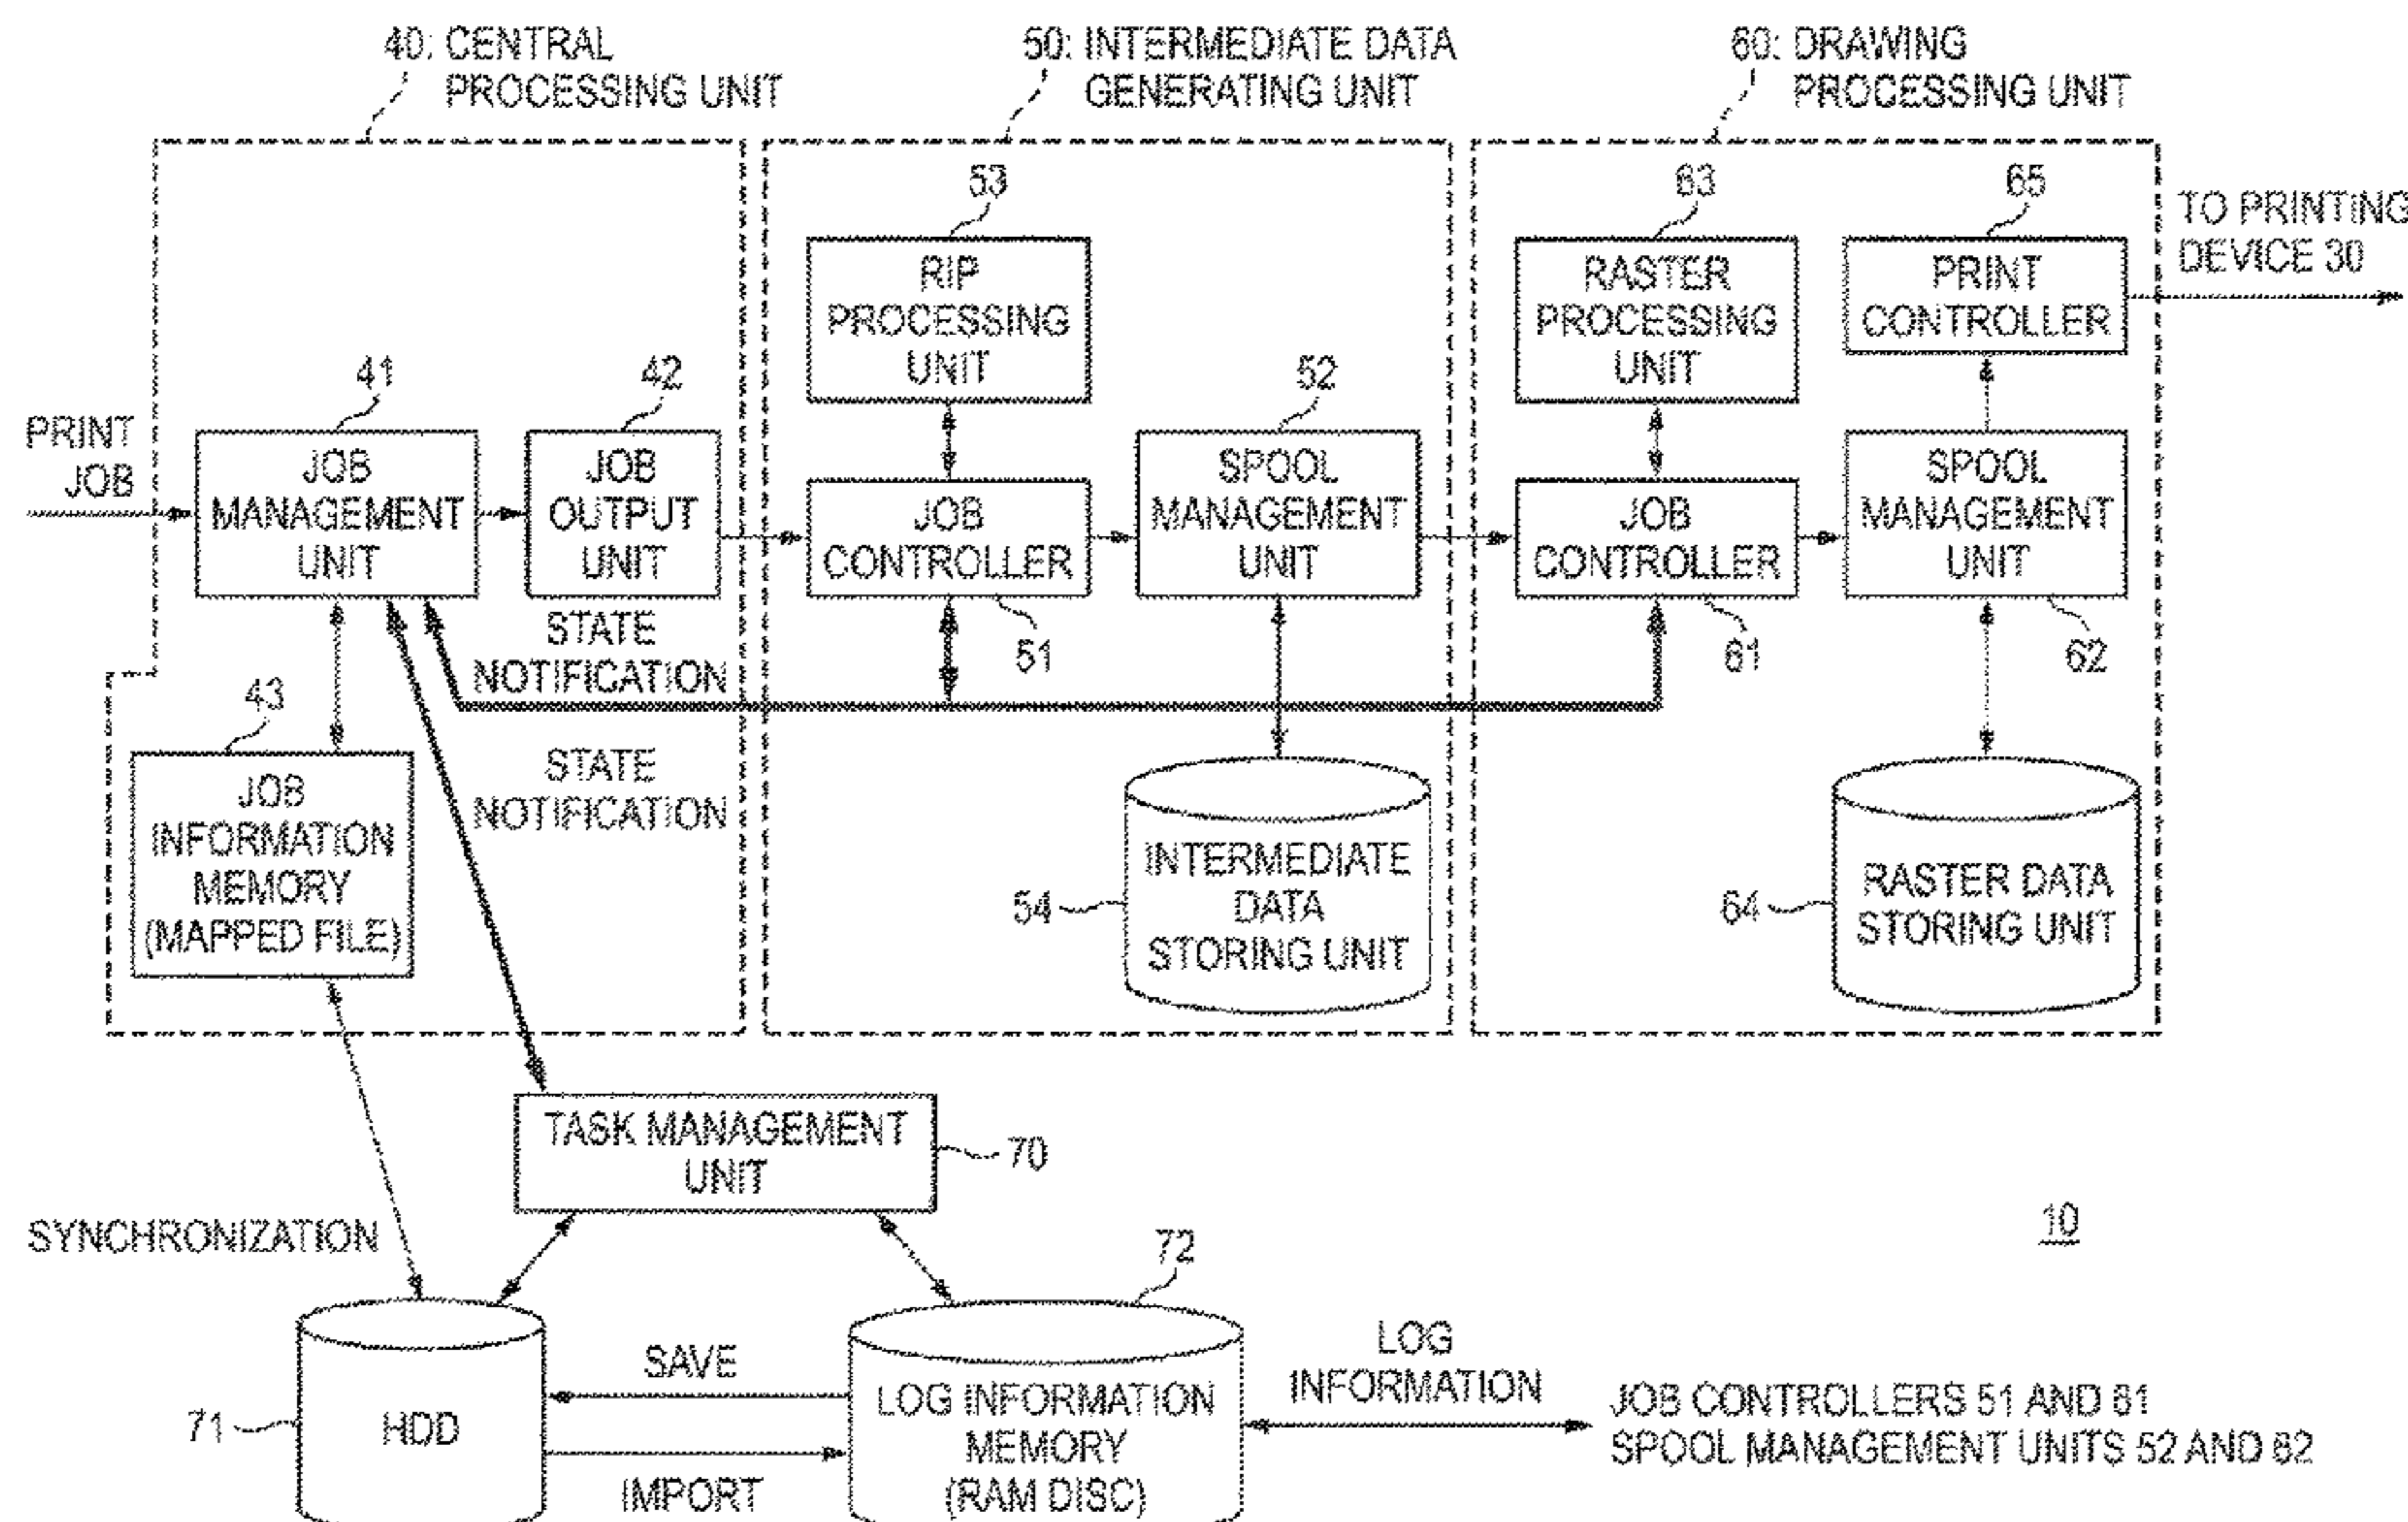 40: CENTRAL
PROCESSING UNIT
50: INTERMEDIATE DATA
GENERATING UNIT
60: DRAWING
PROCESSING UNIT
53
63
65
TO PRINTING
DEVICE 30
RIP
PROCESSING
UNIT
RASTER
PROCESSING
UNIT
PRINT
CONTROLLER
41
42
52
PRINT
JOB
JOB
MANAGEMENT
UNIT
JOB
OUTPUT
UNIT
JOB
CONTROLLER
SPOOL
MANAGEMENT
UNIT
JOB
CONTROLLER
SPOOL
MANAGEMENT
UNIT
51
61
62
STATE
NOTIFICATION
43
STATE
NOTIFICATION
JOB
INFORMATION
MEMORY
(MAPPED FILE)
54
INTERMEDIATE
DATA
STORING UNIT
64
RASTER DATA
STORING UNIT
TASK MANAGEMENT
UNIT
70
SYNCHRONIZATION
72
10
71
HDD
SAVE
IMPORT
LOG INFORMATION
MEMORY
(RAM DISC)
LOG
INFORMATION
JOB CONTROLLERS 51 AND 61
SPOOL MANAGEMENT UNITS 52 AND 62